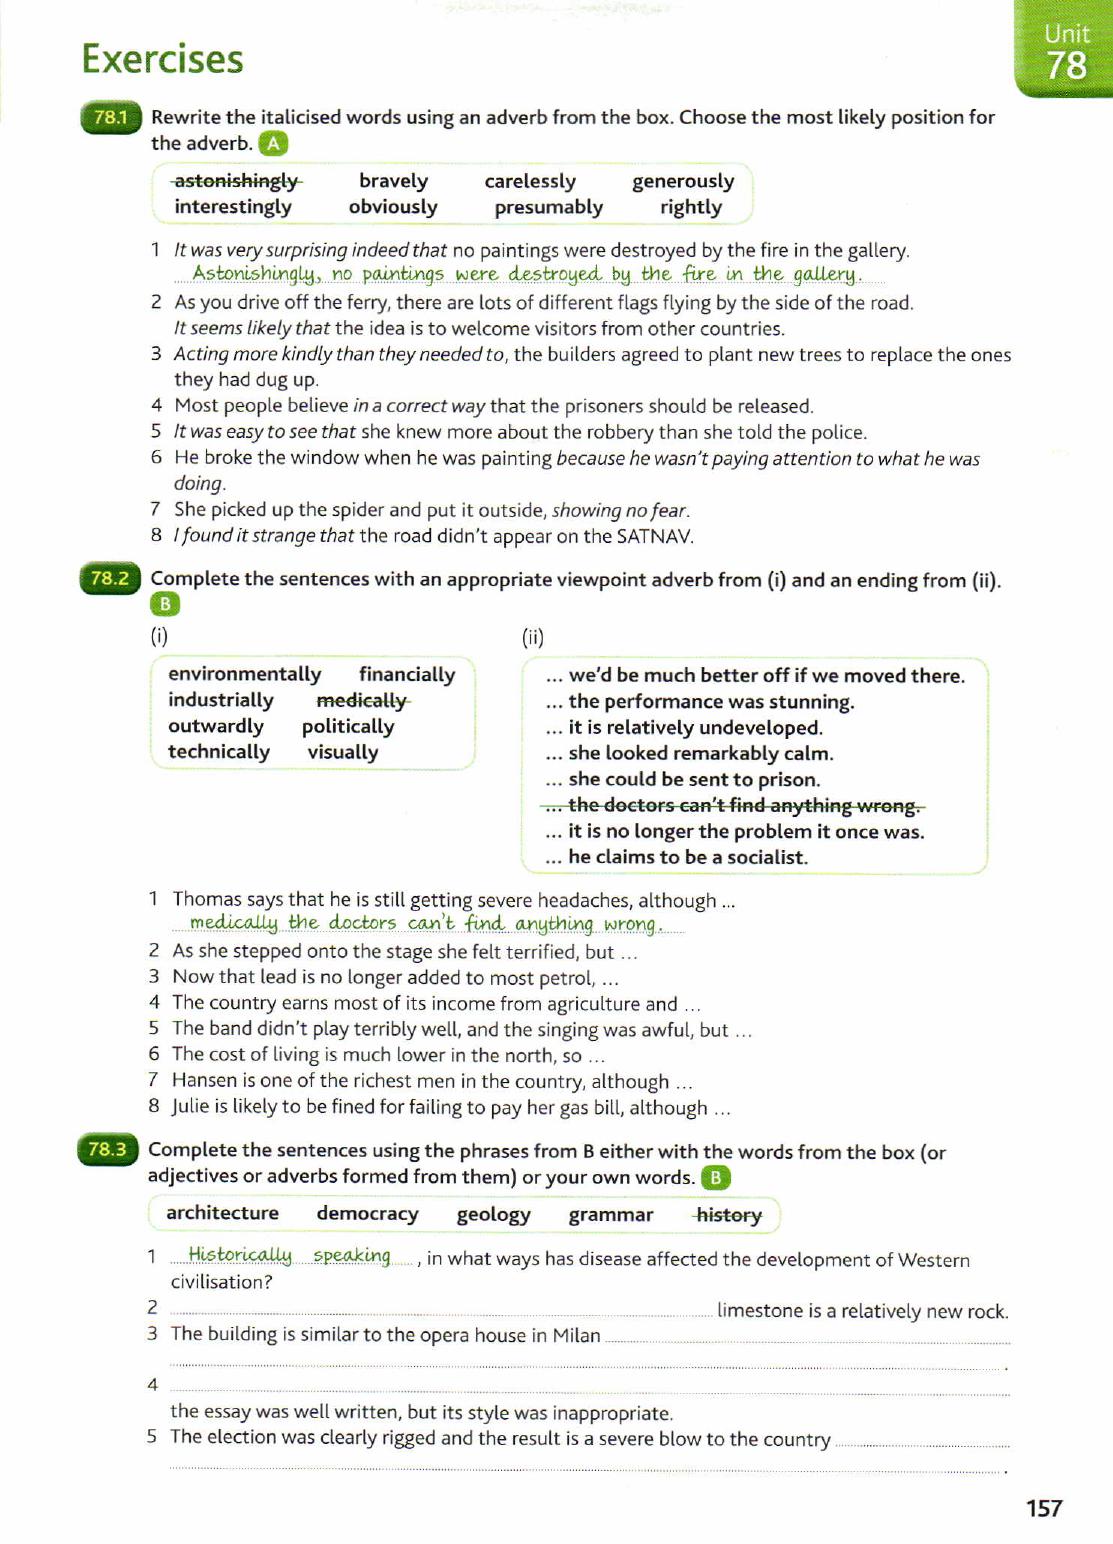 Unit
78
Exercises
78.1 Rewrite the italicised words using an adverb from the box. Choose the most likely position for
the adverb. A
astonishingly bravely carelessly generously
interestingly obviously presumably rightly
1 It was very surprising indeed that no paintings were destroyed by the fire in the gallery.
Astonishingly, no paintings were destroyed by the fire in the gallery.
2 As you drive off the ferry, there are lots of different flags flying by the side of the road.
It seems likely that the idea is to welcome visitors from other countries.
3 Acting more kindly than they needed to, the builders agreed to plant new trees to replace the ones
they had dug up.
4 Most people believe in a correct way that the prisoners should be released.
5 It was easy to see that she knew more about the robbery than she told the police.
6 He broke the window when he was painting because he wasn't paying attention to what he was
doing.
7 She picked up the spider and put it outside, showing no fear.
8 I found it strange that the road didn't appear on the SATNAV.
78.2 Complete the sentences with an appropriate viewpoint adverb from (i) and an ending from (ii).
B
(i) (ii)
environmentally financially
industrially medically
outwardly politically
technically visually
... we'd be much better off if we moved there.
... the performance was stunning.
... it is relatively undeveloped.
... she looked remarkably calm.
... she could be sent to prison.
... the doctors can't find anything wrong.
... it is no longer the problem it once was.
... he claims to be a socialist.
1 Thomas says that he is still getting severe headaches, although ...
medically the doctors can't find anything wrong.
2 As she stepped onto the stage she felt terrified, but ...
3 Now that lead is no longer added to most petrol, ...
4 The country earns most of its income from agriculture and ...
5 The band didn't play terribly well, and the singing was awful, but ...
6 The cost of living is much lower in the north, so ...
7 Hansen is one of the richest men in the country, although ...
8 Julie is likely to be fined for failing to pay her gas bill, although ...
78.3 Complete the sentences using the phrases from B either with the words from the box (or
adjectives or adverbs formed from them) or your own words. B
architecture democracy geology grammar history
1 Historically speaking, in what ways has disease affected the development of Western
civilisation?
2 limestone is a relatively new rock.
3 The building is similar to the opera house in Milan
.
4
the essay was well written, but its style was inappropriate.
5 The election was clearly rigged and the result is a severe blow to the country
.
157